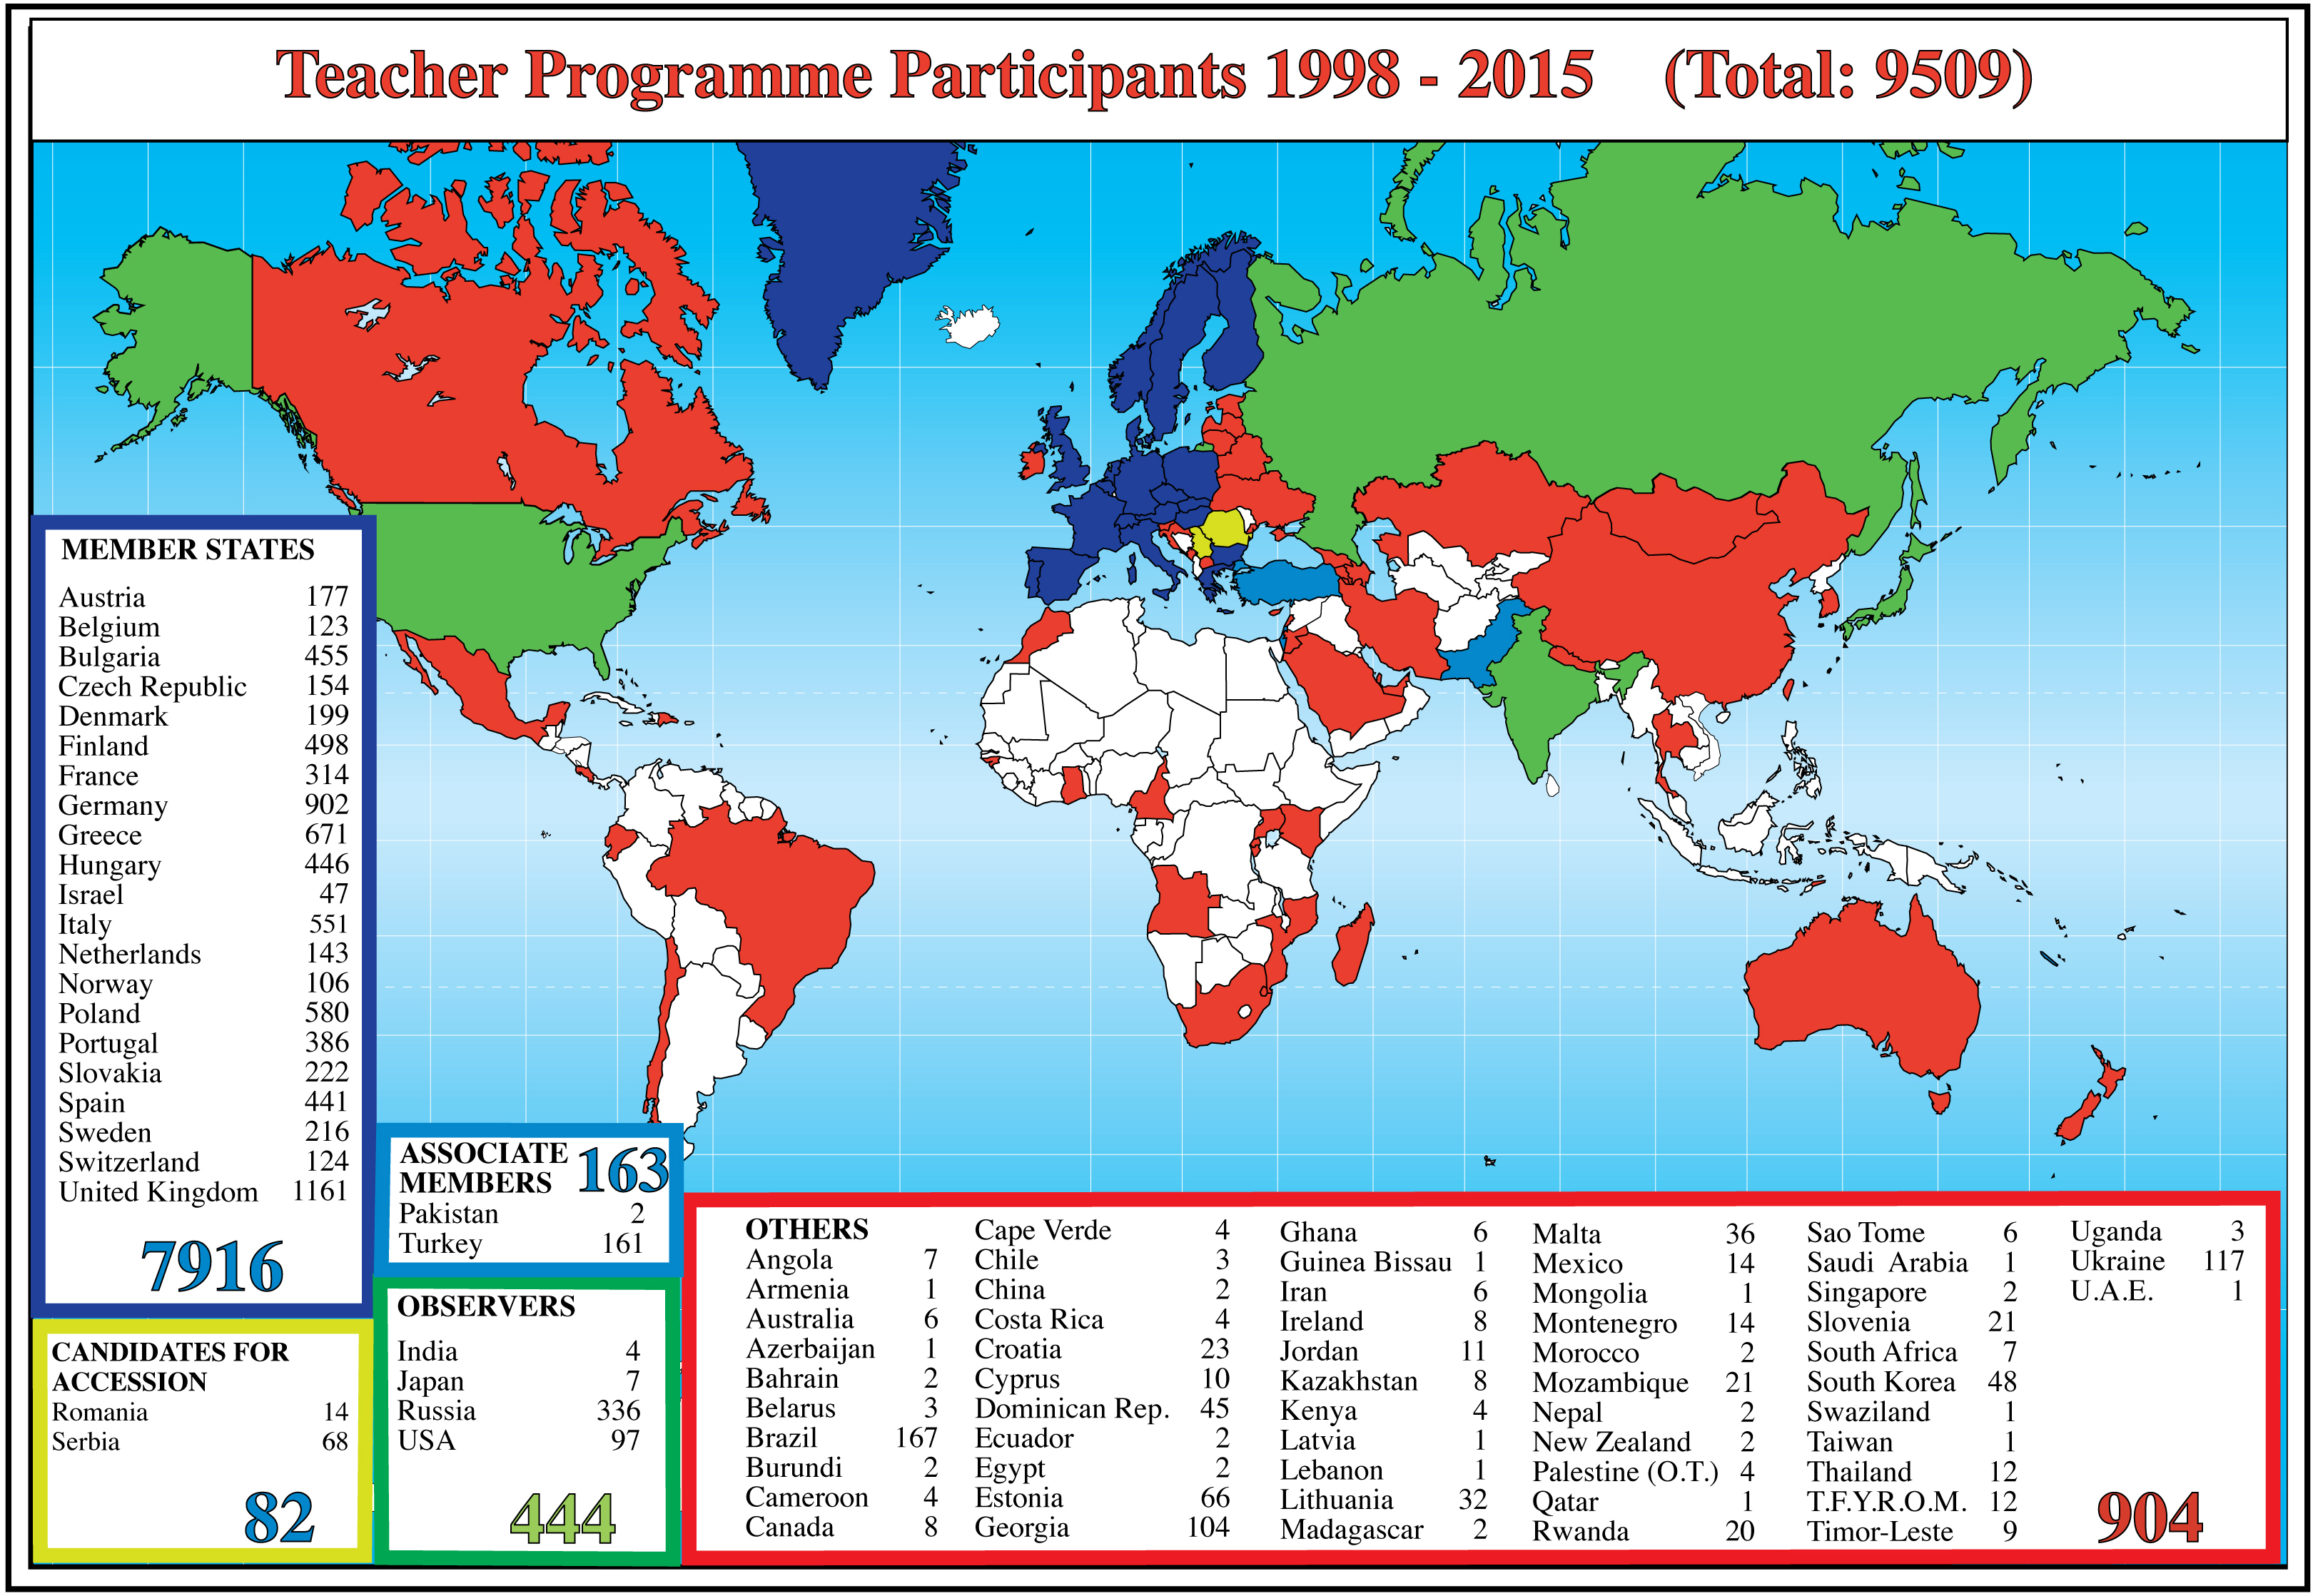 Teacher Programme Participants 1998 - 2015 (Total: 9509)
MEMBER STATES
Austria 177
Belgium 123
Bulgaria 455
Czech Republic 154
Denmark 199
Finland 498
France 314
Germany 902
Greece 671
Hungary 446
Israel 47
Italy 551
Netherlands 143
Norway 106
Poland 580
Portugal 386
Slovakia 222
Spain 441
Sweden 216
Switzerland 124
United Kingdom 1161
7916
CANDIDATES FOR
ACCESSION
Romania 14
Serbia 68
82
ASSOCIATE
MEMBERS 163
Pakistan 2
Turkey 161
OBSERVERS
India 4
Japan 7
Russia 336
USA 97
444
OTHERS
Angola 7
Armenia 1
Australia 6
Azerbaijan 1
Bahrain 2
Belarus 3
Brazil 167
Burundi 2
Cameroon 4
Canada 8
Cape Verde 4
Chile 3
China 2
Costa Rica 4
Croatia 23
Cyprus 10
Dominican Rep. 45
Ecuador 2
Egypt 2
Estonia 66
Georgia 104
Ghana 6
Guinea Bissau 1
Iran 6
Ireland 8
Jordan 11
Kazakhstan 8
Kenya 4
Latvia 1
Lebanon 1
Lithuania 32
Madagascar 2
Malta 36
Mexico 14
Mongolia 1
Montenegro 14
Morocco 2
Mozambique 21
Nepal 2
New Zealand 2
Palestine (O.T.) 4
Qatar 1
Rwanda 20
Sao Tome 6
Saudi Arabia 1
Singapore 2
Slovenia 21
South Africa 7
South Korea 48
Swaziland 1
Taiwan 1
Thailand 12
T.F.Y.R.O.M. 12
Timor-Leste 9
Uganda 3
Ukraine 117
U.A.E. 1
904